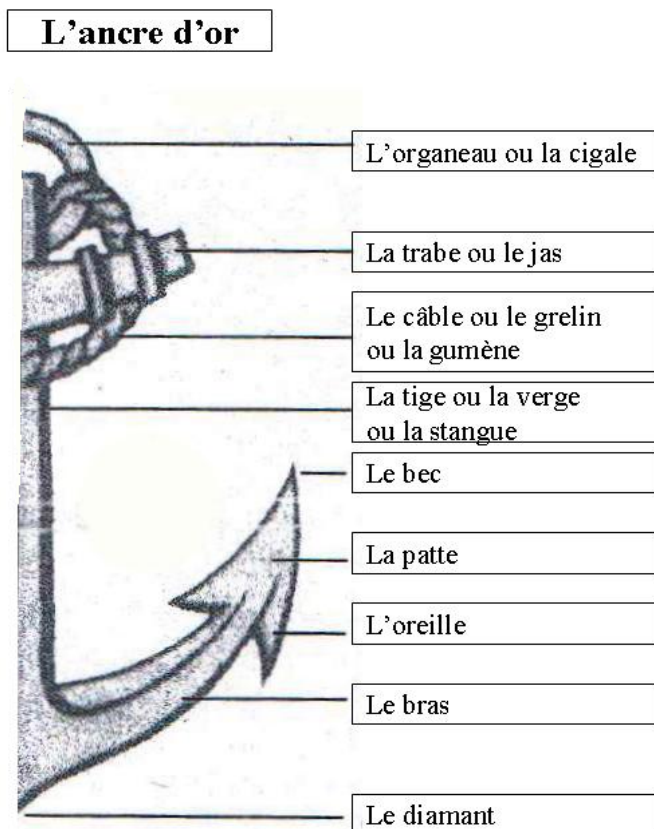 L'ancre d'or
L'organeau ou la cigale
La trabe ou le jas
Le câble ou le grelin
ou la gumène
La tige ou la verge
ou la stangue
Le bec
La patte
L'oreille
Le bras
Le diamant